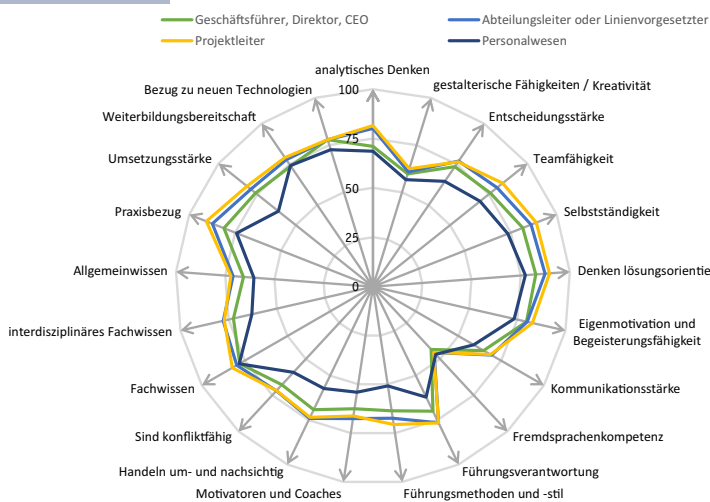 Geschäftsführer, Direktor, CEO
Abteilungsleiter oder Linienvorgesetzter
Projektleiter
Personalwesen
analytisches Denken
gestalterische Fähigkeiten / Kreativität
Entscheidungsstärke
Teamfähigkeit
Selbstständigkeit
Denken lösungsorientie
Eigenmotivation und
Begeisterungsfähigkeit
Kommunikationsstärke
Fremdsprachenkompetenz
Führungsverantwortung
Führungsmethoden und -stil
Motivatoren und Coaches
Handeln um- und nachsichtig
Sind konfliktfähig
Fachwissen
interdisziplinäres Fachwissen
Allgemeinwissen
Praxisbezug
Umsetzungsstärke
Weiterbildungsbereitschaft
Bezug zu neuen Technologien
100
75
50
25
0